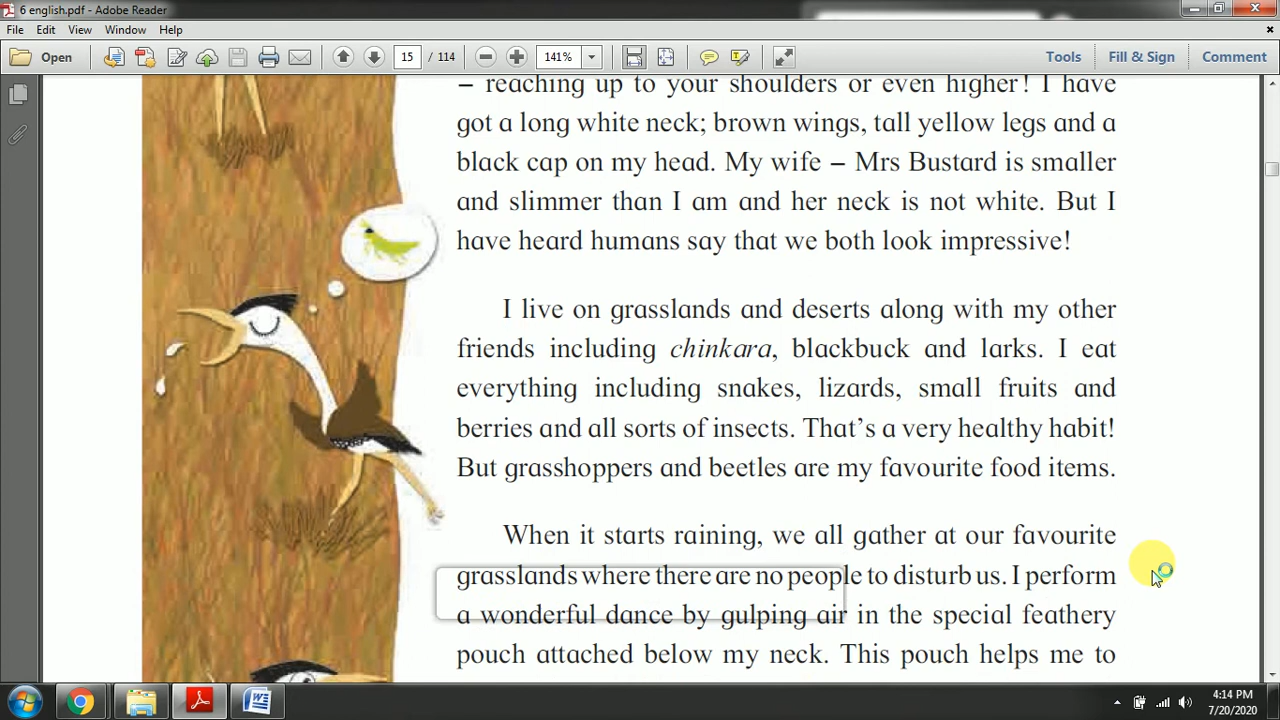 6 english.pdf - Adobe Reader
File Edit View Window Help
Open 15 / 114 141% Tools Fill & Sign Comment
– reaching up to your shoulders or even higher! I have
got a long white neck; brown wings, tall yellow legs and a
black cap on my head. My wife – Mrs Bustard is smaller
and slimmer than I am and her neck is not white. But I
have heard humans say that we both look impressive!
I live on grasslands and deserts along with my other
friends including chinkara, blackbuck and larks. I eat
everything including snakes, lizards, small fruits and
berries and all sorts of insects. That's a very healthy habit!
But grasshoppers and beetles are my favourite food items.
When it starts raining, we all gather at our favourite
grasslands where there are no people to disturb us. I perform
a wonderful dance by gulping air in the special feathery
pouch attached below my neck. This pouch helps me to
4:14 PM
7/20/2020